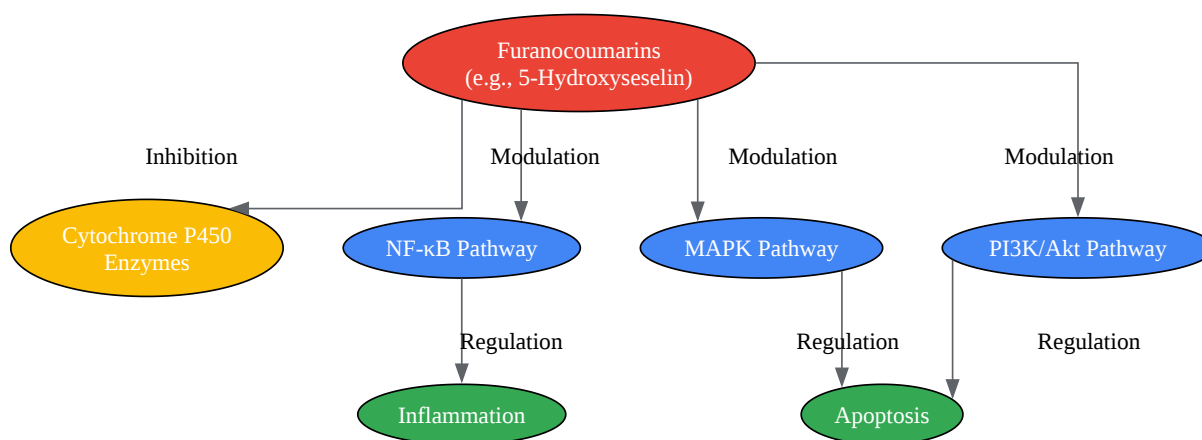 Furanocoumarins
(e.g., 5-Hydroxyseselin)
Inhibition
Modulation
Modulation
Modulation
Cytochrome P450
Enzymes
NF-κB Pathway
MAPK Pathway
PI3K/Akt Pathway
Regulation
Regulation
Regulation
Inflammation
Apoptosis